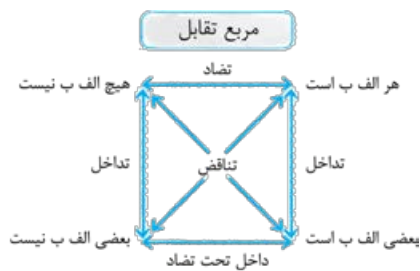 مربع تقابل
تضاد
هر الف ب است
هیچ الف ب نیست
تداخل
تناقض
تداخل
بعضی الف ب است
بعضی الف ب نیست
داخل تحت تضاد